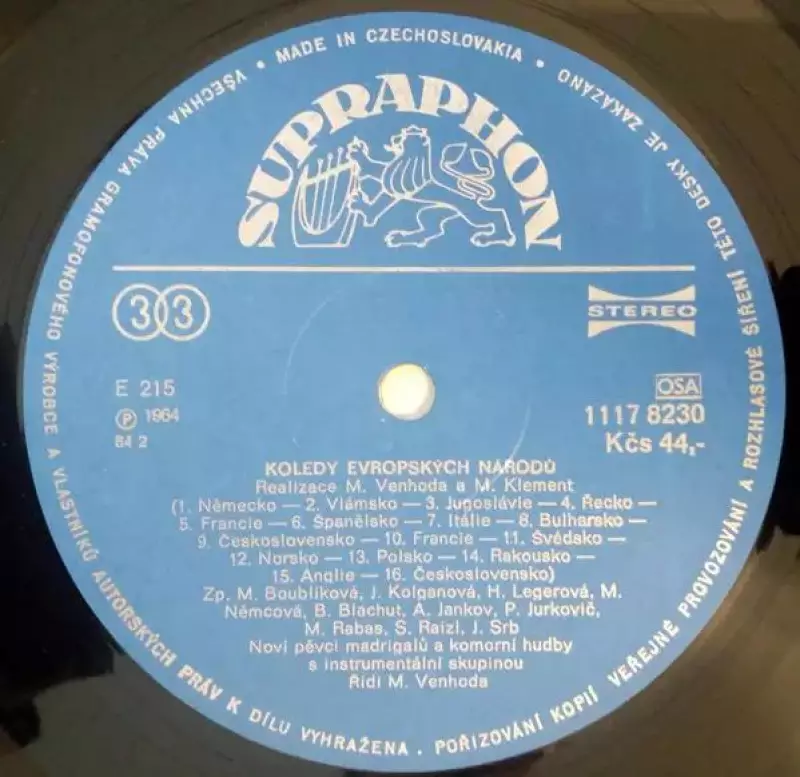 VŠECHNA PRÁVA GRAMOFONOVÉHO VÝROBCE A VLASTNÍKŮ AUTORSKÝCH PRÁV K DÍLU VYHRAŽENA . POŘIZOVÁNÍ KOPIÍ VEŘEJNÉ PROVOZOVÁNÍ A ROZHLASOVÉ ŠÍŘENÍ TÉTO DESKY JE ZAKÁZÁNO
• MADE IN CZECHOSLOVAKIA •
SUPRAPHON
33
STEREO
E 215
℗ 1964
84 2
OSA
1117 8230
Kčs 44,-
KOLEDY EVROPSKÝCH NÁRODŮ
Realizace M. Venhoda a M. Klement
(1. Německo — 2. Vlámsko — 3. Jugoslávie — 4. Řecko —
5. Francie — 6. Španělsko — 7. Itálie — 8. Bulharsko —
9. Československo — 10. Francie — 11. Švédsko —
12. Norsko — 13. Polsko — 14. Rakousko —
15. Anglie — 16. Československo)
Zp. M. Boublíková, J. Kolganová, H. Legerová, M.
Němcová, B. Blachut, A. Jankov, P. Jurkovič,
M. Rabas, S. Raizl, J. Srb
Noví pěvci madrigalů a komorní hudby
s instrumentální skupinou
Řídí M. Venhoda